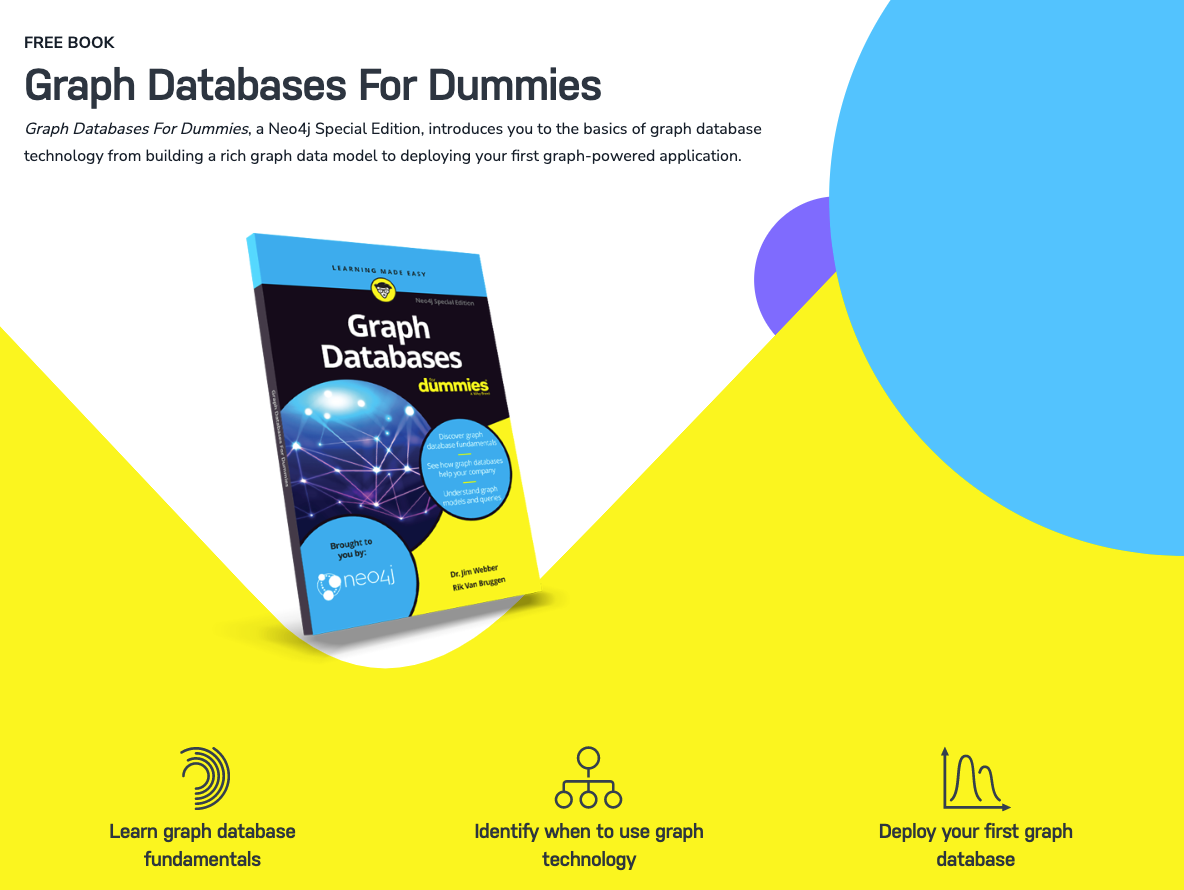 FREE BOOK
Graph Databases For Dummies
Graph Databases For Dummies, a Neo4j Special Edition, introduces you to the basics of graph database
technology from building a rich graph data model to deploying your first graph-powered application.
LEARNING MADE EASY
Neo4j Special Edition
Graph
Databases
for
dummies
A Wiley Brand
Graph Databases For Dummies
Discover graph
database fundamentals
See how graph databases
help your company
Understand graph
models and queries
Brought to
you by:
neo4j
Dr. Jim Webber
Rik Van Bruggen
Learn graph database
fundamentals
Identify when to use graph
technology
Deploy your first graph
database